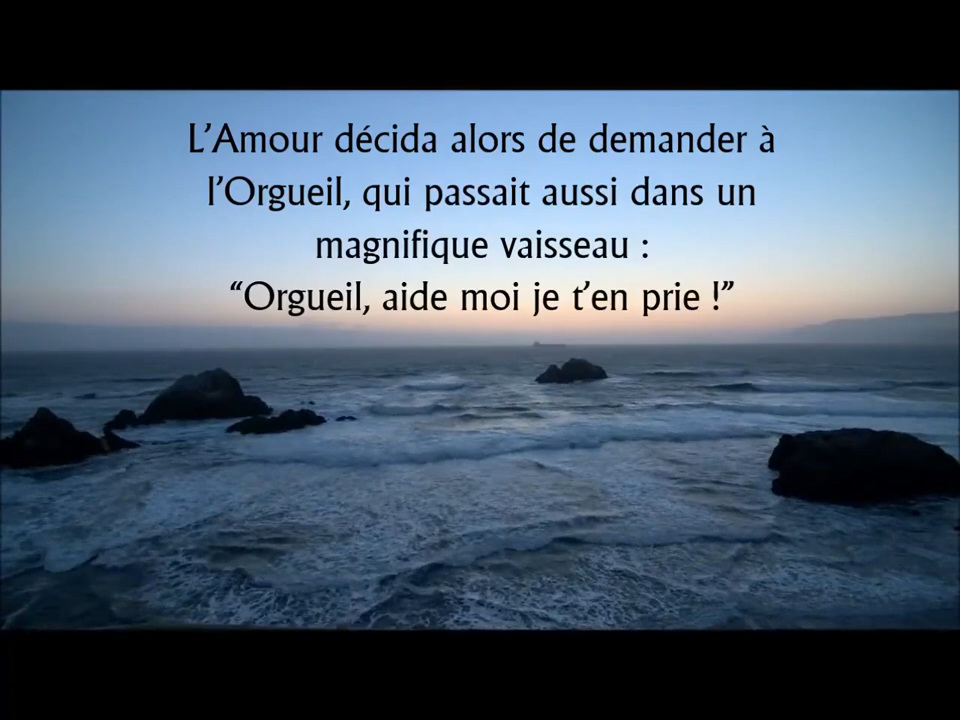 L’Amour décida alors de demander à
l’Orgueil, qui passait aussi dans un
magnifique vaisseau :
“Orgueil, aide moi je t’en prie !”